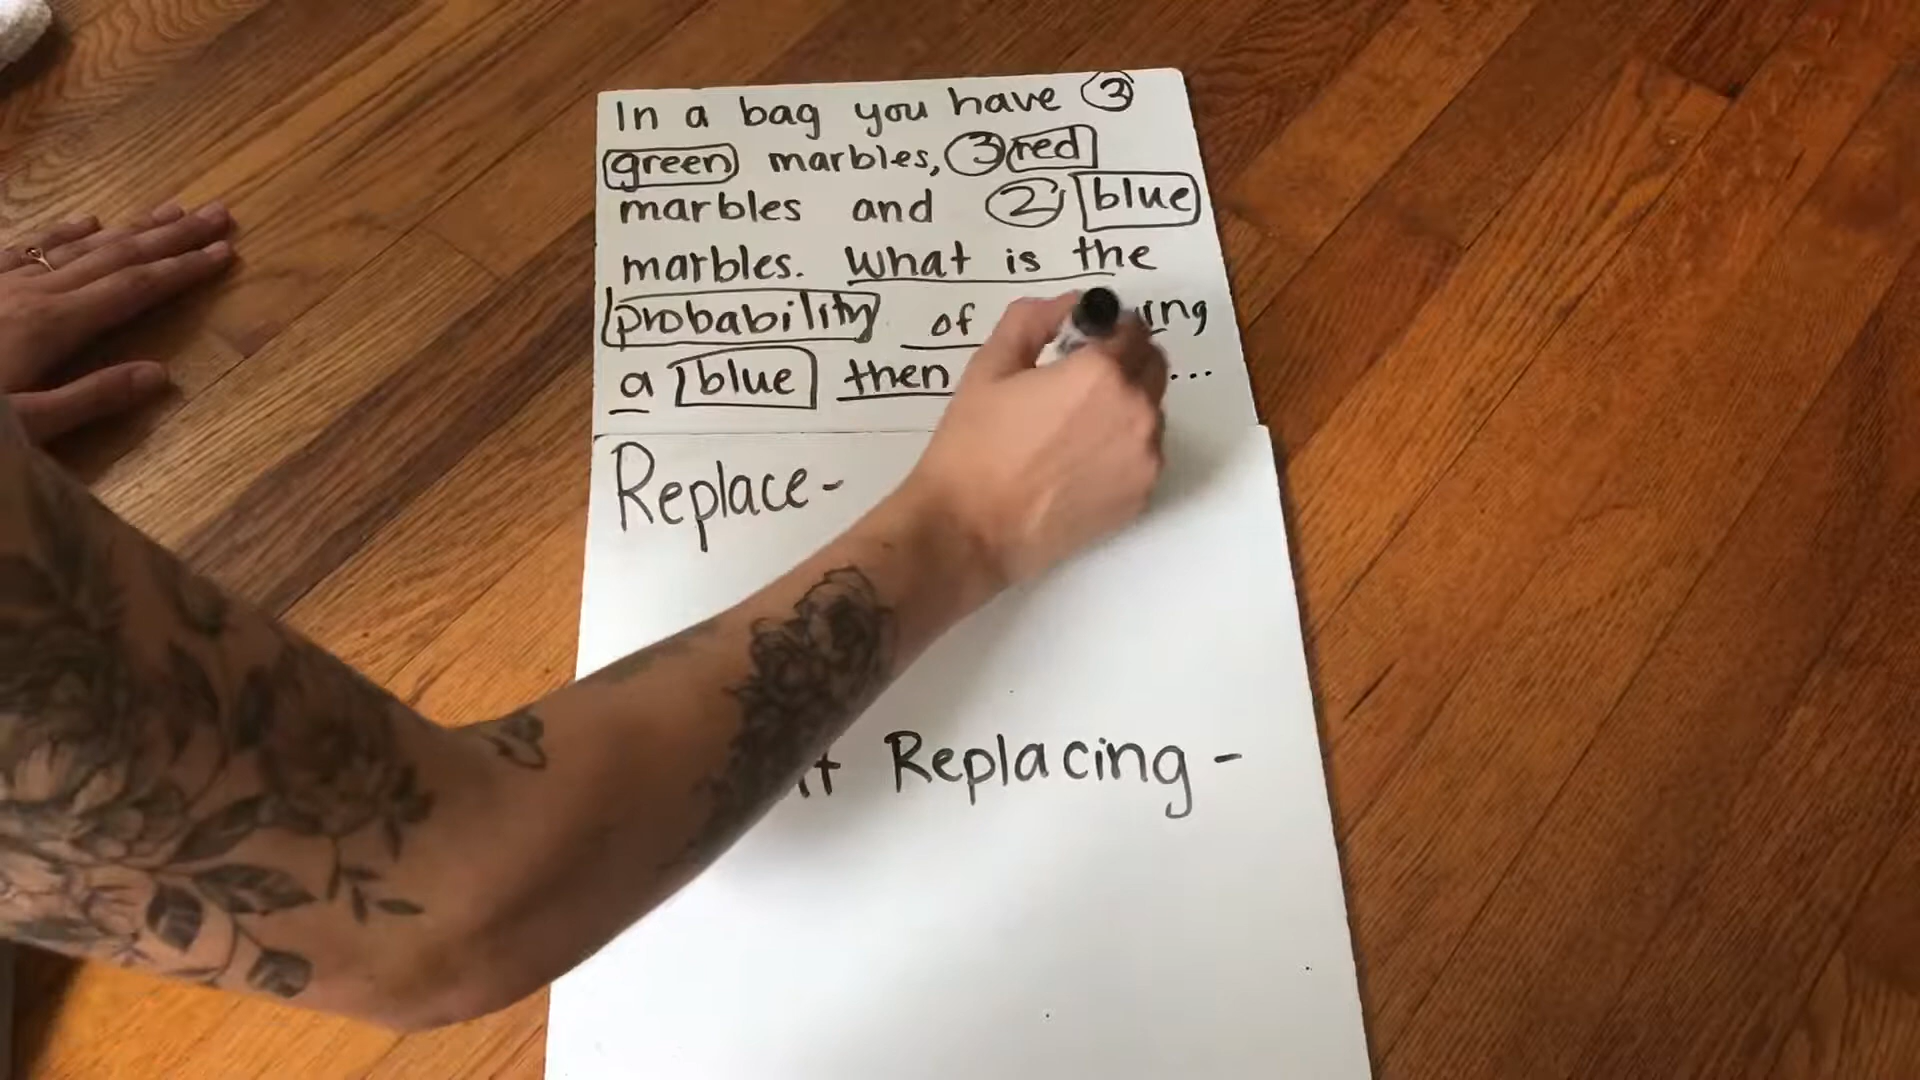 In a bag you have 3
green marbles, 3 red
marbles and 2 blue
marbles. What is the
probability of
a blue then ...
Replace-
Replacing-